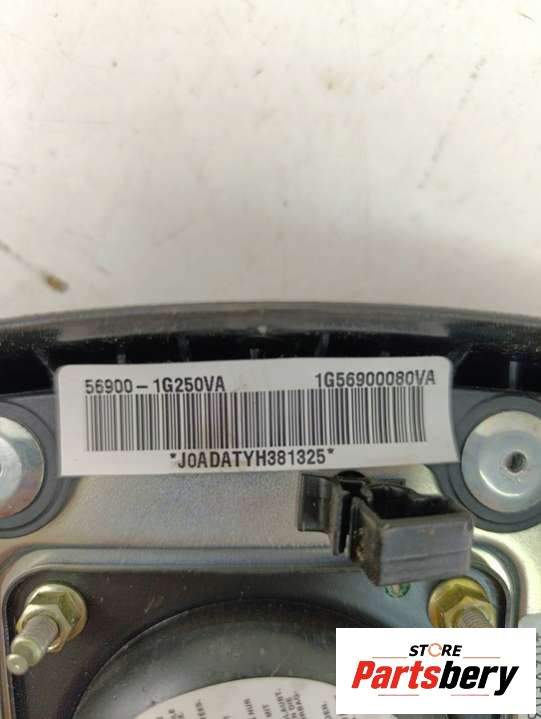 56900-1G250VA 1G56900080VA
*J0ADATYH381325*
STORE
Partsbery